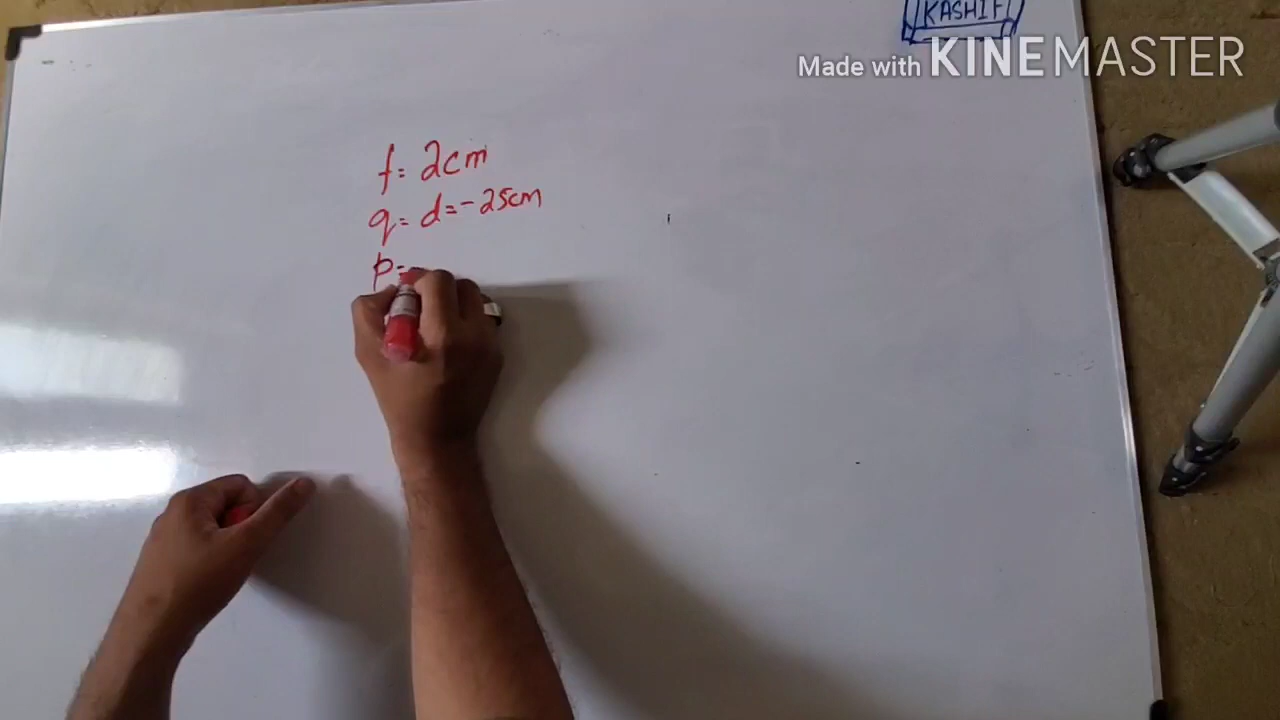 KASHIF
Made with KINEMASTER
f = 2cm
q = d = -25cm
p =